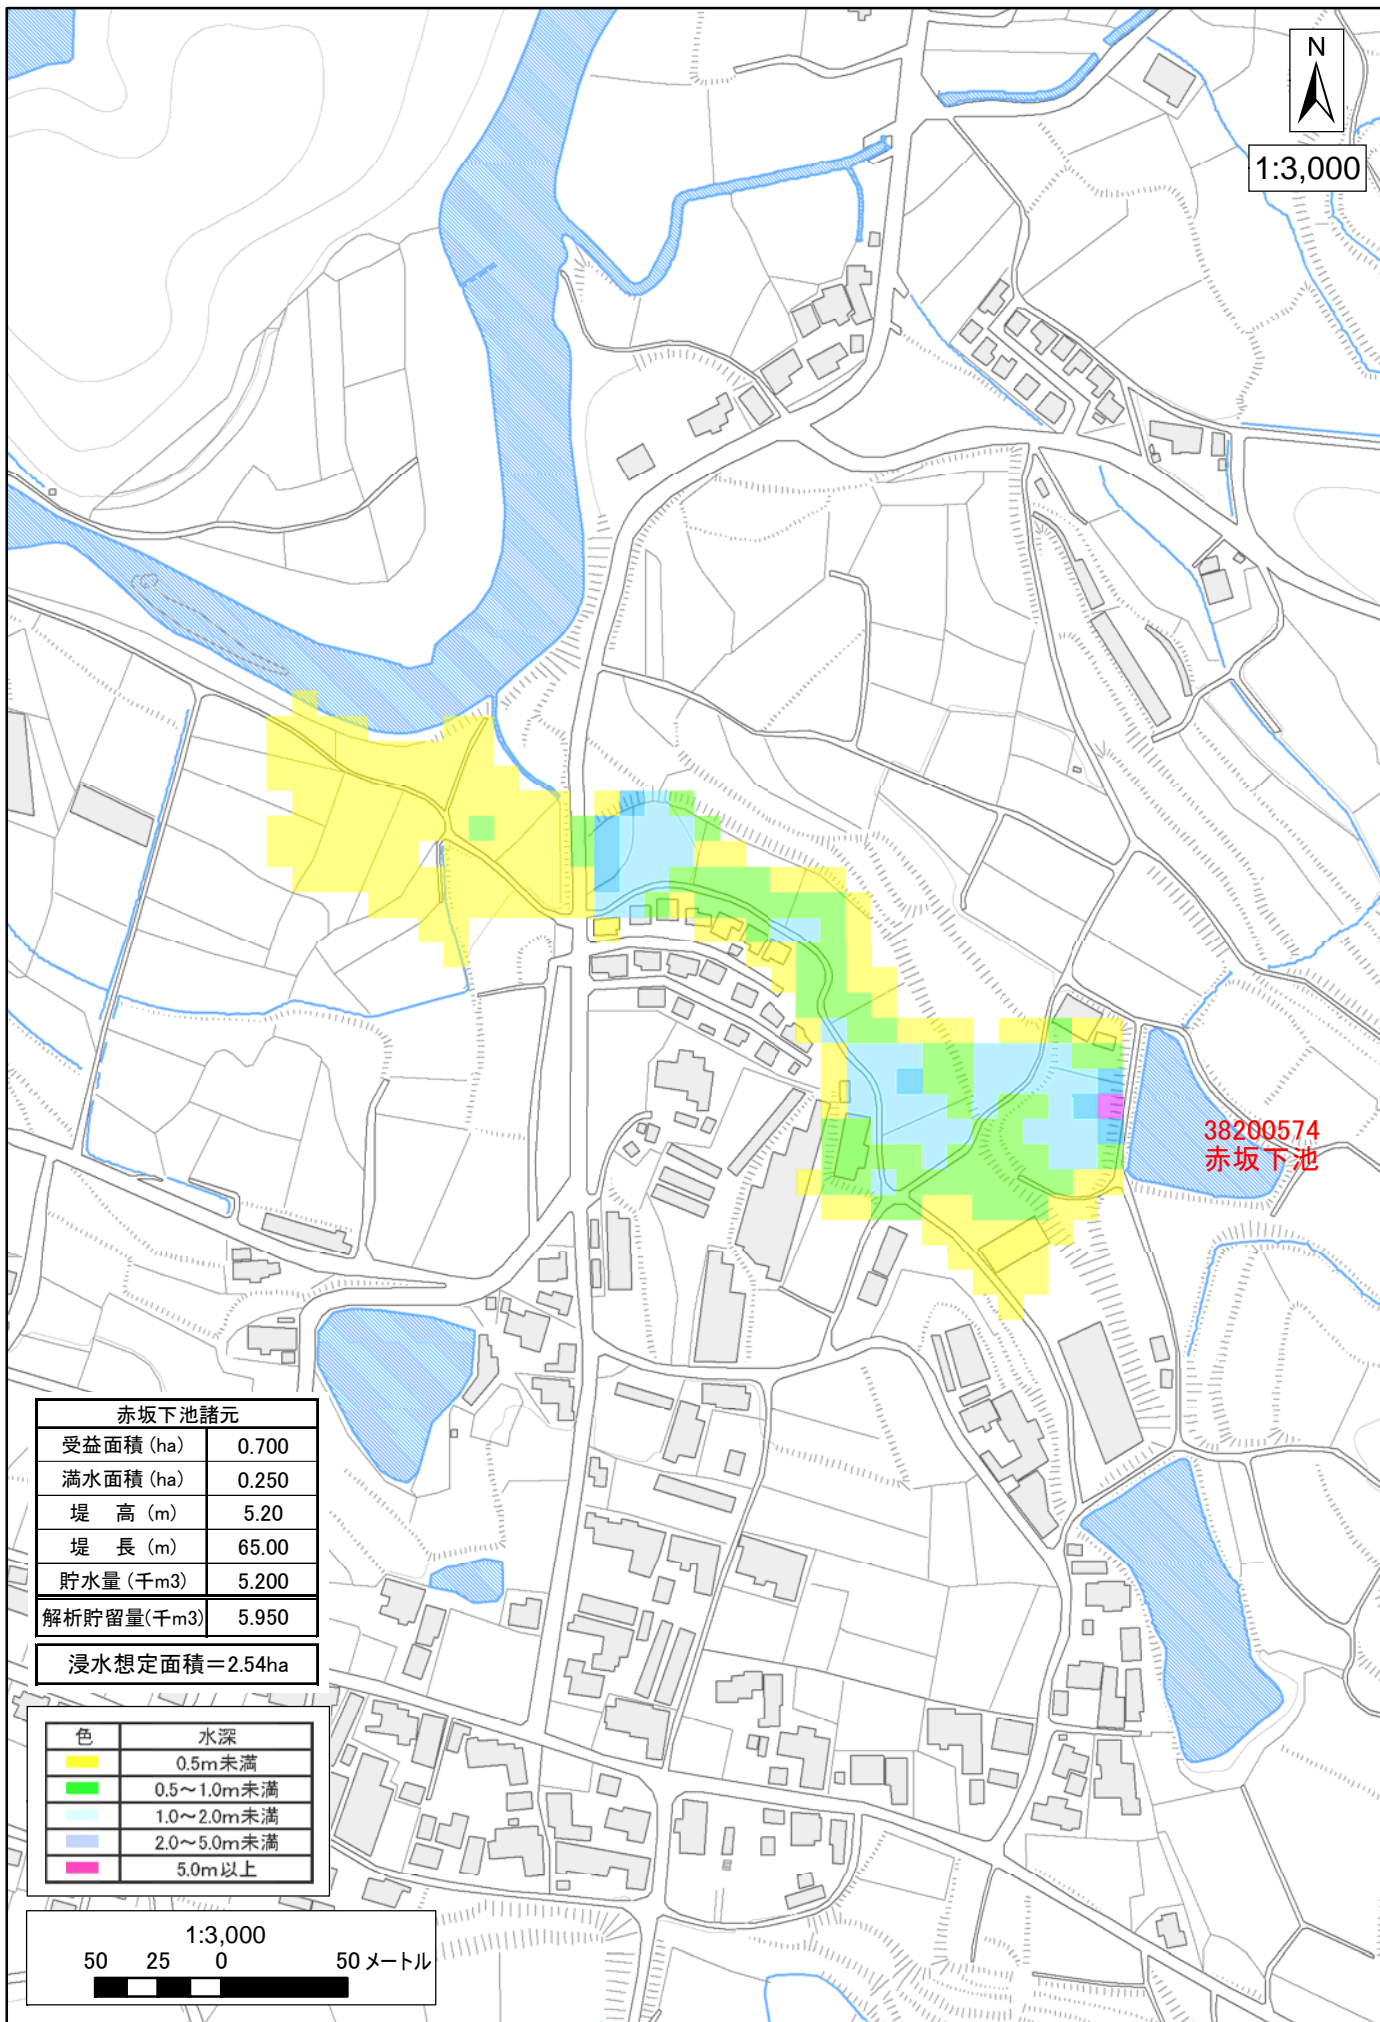 N
1:3,000
38200574
赤坂下池
赤坂下池諸元
受益面積(ha) 0.700
満水面積(ha) 0.250
堤 高 (m) 5.20
堤 長 (m) 65.00
貯水量(千m3) 5.200
解析貯留量(千m3) 5.950
浸水想定面積＝2.54ha
色 水深
0.5m未満
0.5～1.0m未満
1.0～2.0m未満
2.0～5.0m未満
5.0m以上
1:3,000
50 25 0 50 メートル